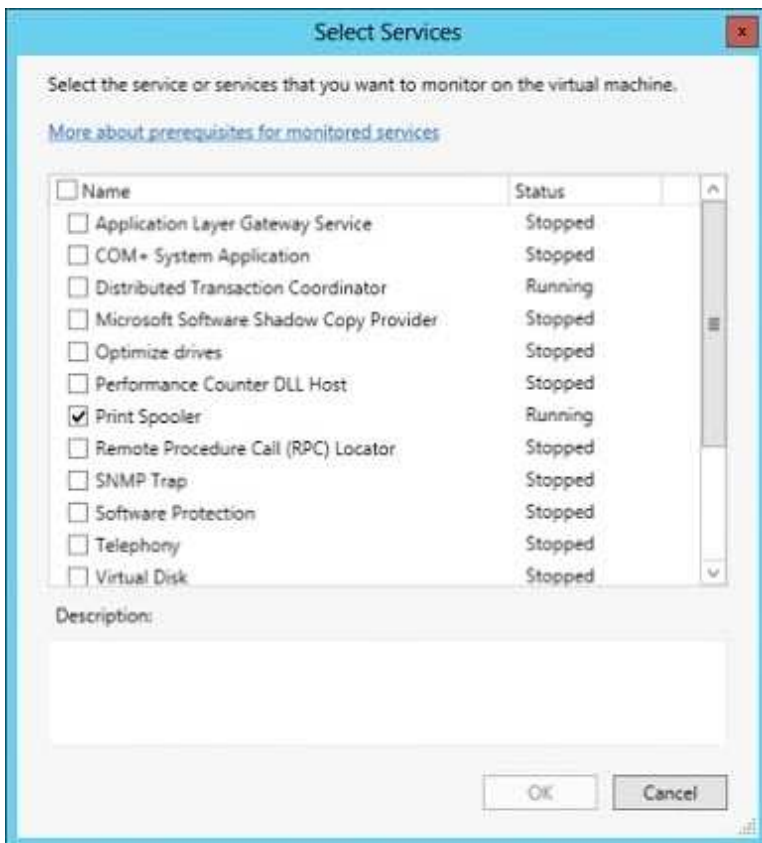 Select Services
x
Select the service or services that you want to monitor on the virtual machine.
More about prerequisites for monitored services
Name Status
Application Layer Gateway Service Stopped
COM+ System Application Stopped
Distributed Transaction Coordinator Running
Microsoft Software Shadow Copy Provider Stopped
Optimize drives Stopped
Performance Counter DLL Host Stopped
Print Spooler Running
Remote Procedure Call (RPC) Locator Stopped
SNMP Trap Stopped
Software Protection Stopped
Telephony Stopped
Virtual Disk Stopped
Description:
OK Cancel